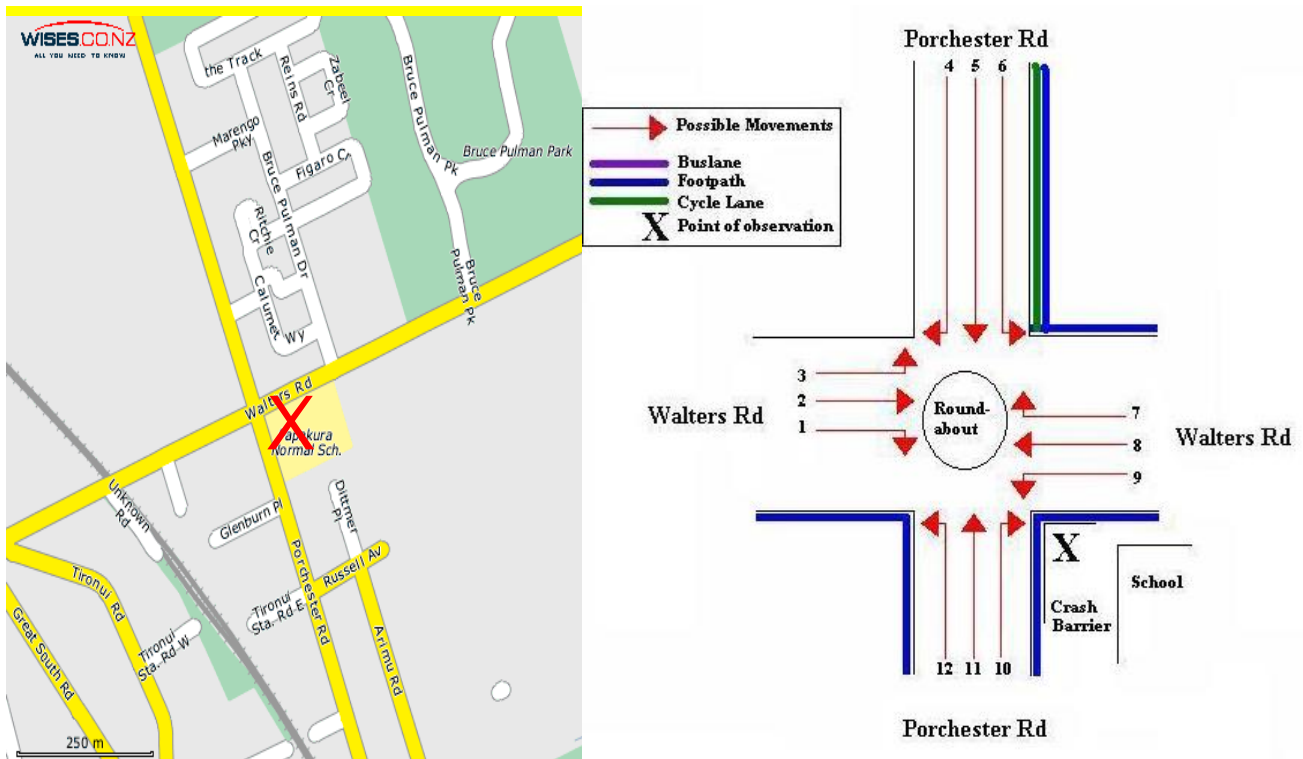 WISES.CO.NZ
ALL YOU NEED TO KNOW
the Track
Reins Rd
Zabeel
Cr
Marengo
Pky
Bruce Pulman Dr
Figaro Cr
Bruce Pulman Pk
Bruce Pulman Park
Ritchie
Cr
Calumet Wy
Bruce
Pulman Pk
Walters Rd
X
Normal Sch.
Unknown
Rd
Glenburn Pl
Dittmer
Pl
Porchester Rd
Russell Av
Tironui
Sta. Rd E
Tironui Rd
Great South Rd
Tironui
Sta. Rd W
Arimu Rd
250 m
Porchester Rd
4 5 6
Possible Movements
Buslane
Footpath
Cycle Lane
X Point of observation
3
2
1
Walters Rd
Round-
about
7
8
9
Walters Rd
X
School
Crash
Barrier
12 11 10
Porchester Rd